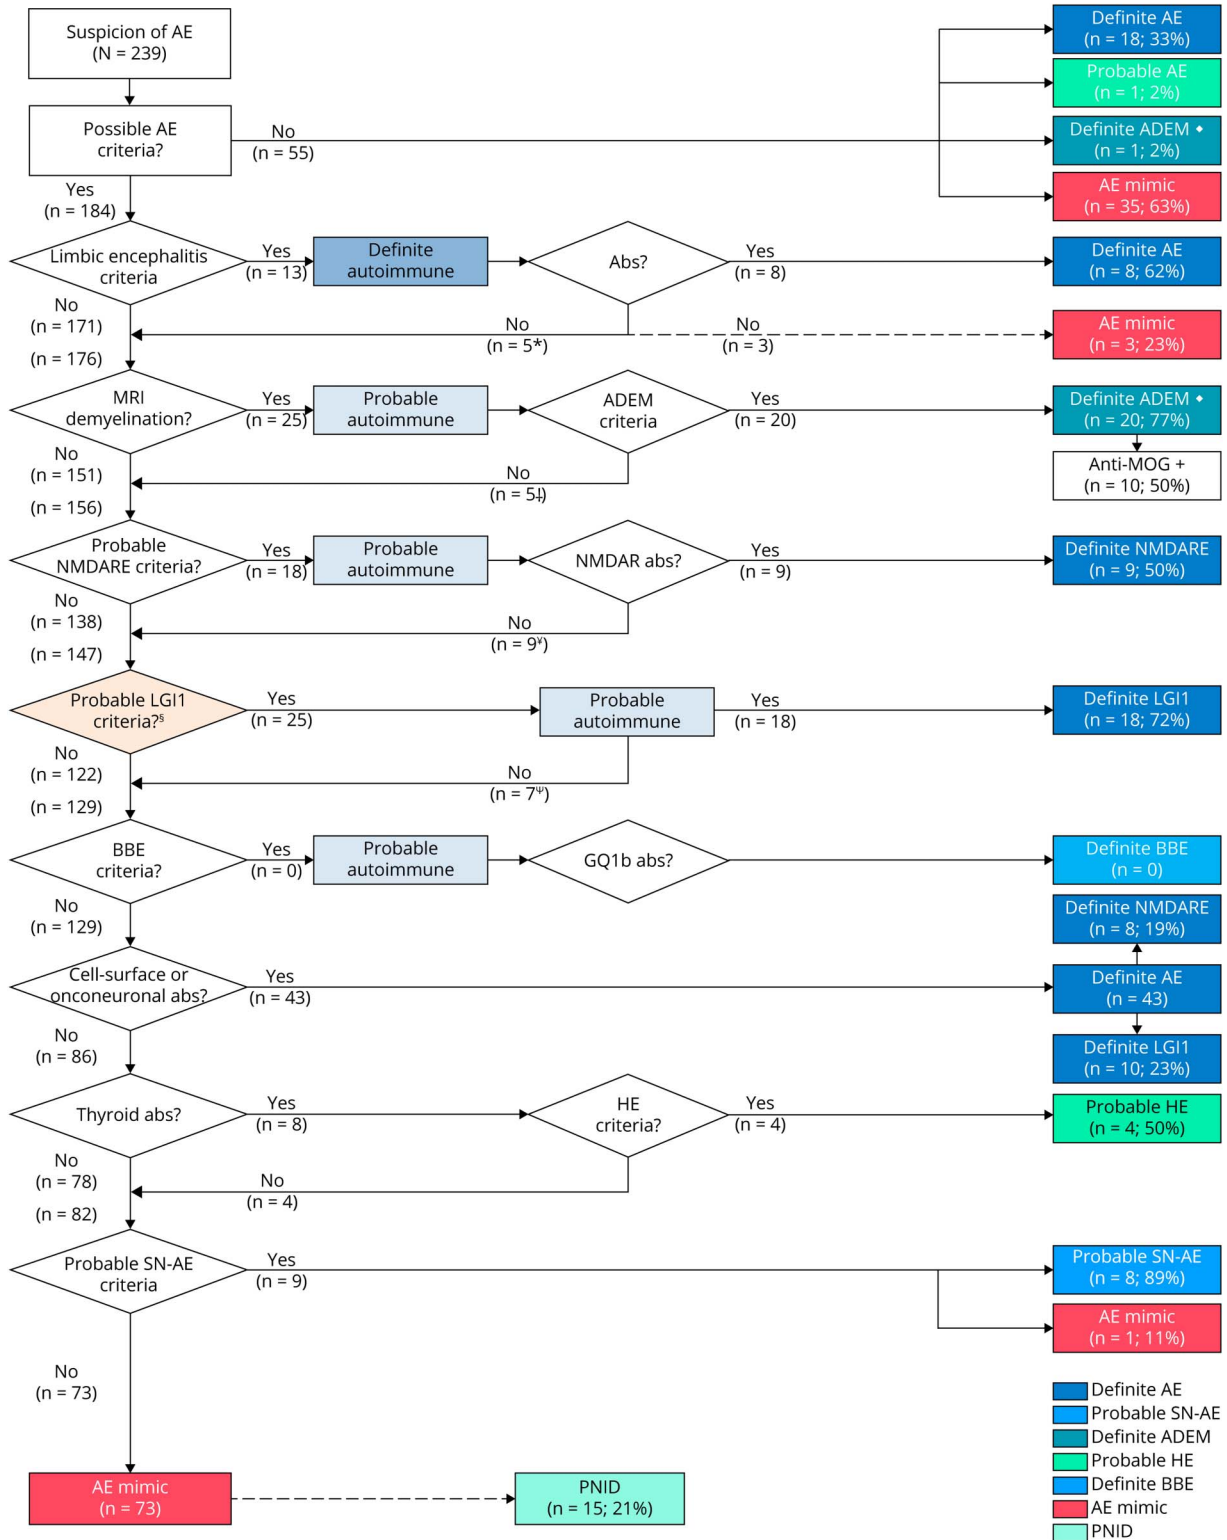 Suspicion of AE
(N = 239)
Definite AE
(n = 18; 33%)
Probable AE
(n = 1; 2%)
Possible AE
criteria?
No
(n = 55)
Definite ADEM ◆
(n = 1; 2%)
AE mimic
(n = 35; 63%)
Yes
(n = 184)
Limbic encephalitis
criteria
Yes
(n = 13)
Definite
autoimmune
Abs?
Yes
(n = 8)
Definite AE
(n = 8; 62%)
No
(n = 171)
(n = 176)
No
(n = 5*)
No
(n = 3)
AE mimic
(n = 3; 23%)
MRI
demyelination?
Yes
(n = 25)
Probable
autoimmune
ADEM
criteria
Yes
(n = 20)
Definite ADEM ◆
(n = 20; 77%)
Anti-MOG +
(n = 10; 50%)
No
(n = 151)
(n = 156)
No
(n = 5‡)
Probable
NMDARE criteria?
Yes
(n = 18)
Probable
autoimmune
NMDAR abs?
Yes
(n = 9)
Definite NMDARE
(n = 9; 50%)
No
(n = 138)
(n = 147)
No
(n = 9¥)
Probable LGI1
criteria?§
Yes
(n = 25)
Probable
autoimmune
Yes
(n = 18)
Definite LGI1
(n = 18; 72%)
No
(n = 122)
(n = 129)
No
(n = 7Ψ)
BBE
criteria?
Yes
(n = 0)
Probable
autoimmune
GQ1b abs?
Definite BBE
(n = 0)
No
(n = 129)
Definite NMDARE
(n = 8; 19%)
Cell-surface or
onconeuronal abs?
Yes
(n = 43)
Definite AE
(n = 43)
Definite LGI1
(n = 10; 23%)
No
(n = 86)
Thyroid abs?
Yes
(n = 8)
HE
criteria?
Yes
(n = 4)
Probable HE
(n = 4; 50%)
No
(n = 78)
(n = 82)
No
(n = 4)
Probable SN-AE
criteria
Yes
(n = 9)
Probable SN-AE
(n = 8; 89%)
AE mimic
(n = 1; 11%)
No
(n = 73)
AE mimic
(n = 73)
PNID
(n = 15; 21%)
Definite AE
Probable SN-AE
Definite ADEM
Probable HE
Definite BBE
AE mimic
PNID